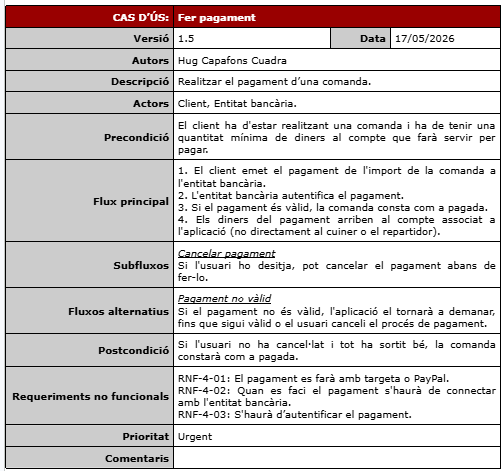 CAS D'ÚS: Fer pagament
Versió 1.5 Data 17/05/2026
Autors Hug Capafons Cuadra
Descripció Realitzar el pagament d'una comanda.
Actors Client, Entitat bancària.
Precondició
El client ha d'estar realitzant una comanda i ha de tenir una
quantitat mínima de diners al compte que farà servir per
pagar.
Flux principal
1. El client emet el pagament de l'import de la comanda a
l'entitat bancària.
2. L'entitat bancària autentifica el pagament.
3. Si el pagament és vàlid, la comanda consta com a pagada.
4. Els diners del pagament arriben al compte associat a
l'aplicació (no directament al cuiner o el repartidor).
Subfluxos
Cancelar pagament
Si l'usuari ho desitja, pot cancelar el pagament abans de
fer-lo.
Fluxos alternatius
Pagament no vàlid
Si el pagament no és vàlid, l'aplicació el tornarà a demanar,
fins que sigui vàlid o el usuari canceli el procés de pagament.
Postcondició
Si l'usuari no ha cancel·lat i tot ha sortit bé, la comanda
constarà com a pagada.
Requeriments no funcionals
RNF-4-01: El pagament es farà amb targeta o PayPal.
RNF-4-02: Quan es faci el pagament s'haurà de connectar
amb l'entitat bancària.
RNF-4-03: S'haurà d'autentificar el pagament.
Prioritat Urgent
Comentaris